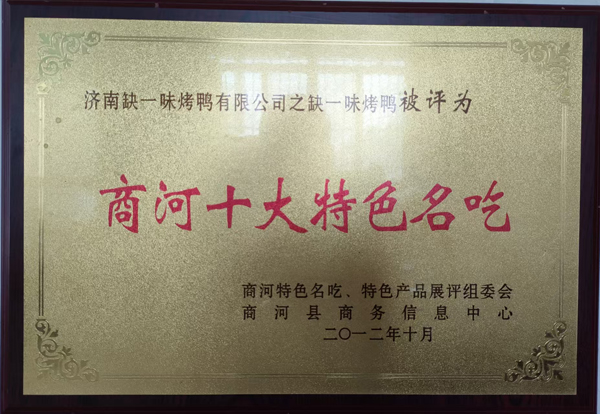 济南缺一味烤鸭有限公司之缺一味烤鸭被评为
商河十大特色名吃
商河特色名吃、特色产品展评组委会
商河县商务信息中心
二〇一二年十月